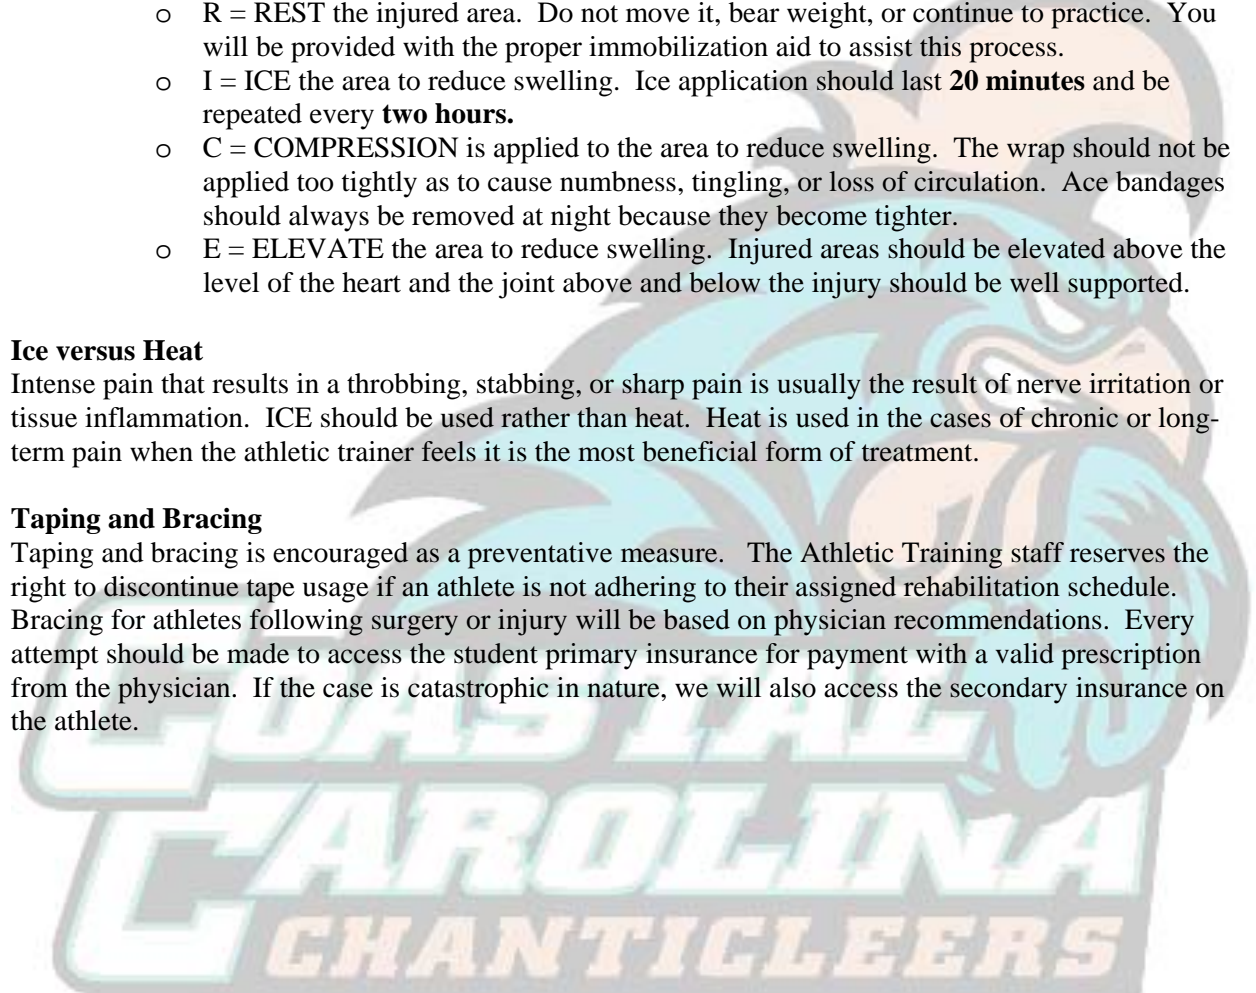 o R = REST the injured area.  Do not move it, bear weight, or continue to practice.  You
will be provided with the proper immobilization aid to assist this process.
o I = ICE the area to reduce swelling.  Ice application should last 20 minutes and be
repeated every two hours.
o C = COMPRESSION is applied to the area to reduce swelling.  The wrap should not be
applied too tightly as to cause numbness, tingling, or loss of circulation.  Ace bandages
should always be removed at night because they become tighter.
o E = ELEVATE the area to reduce swelling.  Injured areas should be elevated above the
level of the heart and the joint above and below the injury should be well supported.
Ice versus Heat
Intense pain that results in a throbbing, stabbing, or sharp pain is usually the result of nerve irritation or
tissue inflammation.  ICE should be used rather than heat.  Heat is used in the cases of chronic or long-
term pain when the athletic trainer feels it is the most beneficial form of treatment.
Taping and Bracing
Taping and bracing is encouraged as a preventative measure.   The Athletic Training staff reserves the
right to discontinue tape usage if an athlete is not adhering to their assigned rehabilitation schedule.
Bracing for athletes following surgery or injury will be based on physician recommendations.  Every
attempt should be made to access the student primary insurance for payment with a valid prescription
from the physician.  If the case is catastrophic in nature, we will also access the secondary insurance on
the athlete.
COASTAL
CAROLINA
CHANTICLEERS